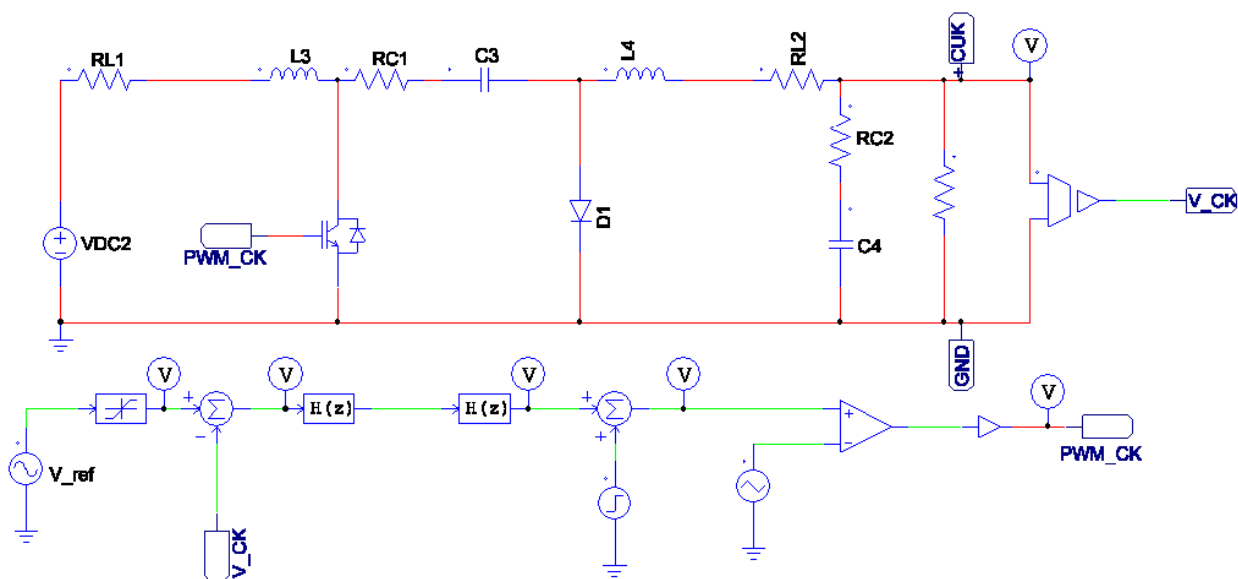 RL1
L3
RC1
C3
L4
RL2
+ CUK
V
RC2
VDC2
PWM_CK
D1
C4
V_CK
GND
V
V
V
V
V
H(z)
H(z)
V_ref
V_CK
PWM_CK